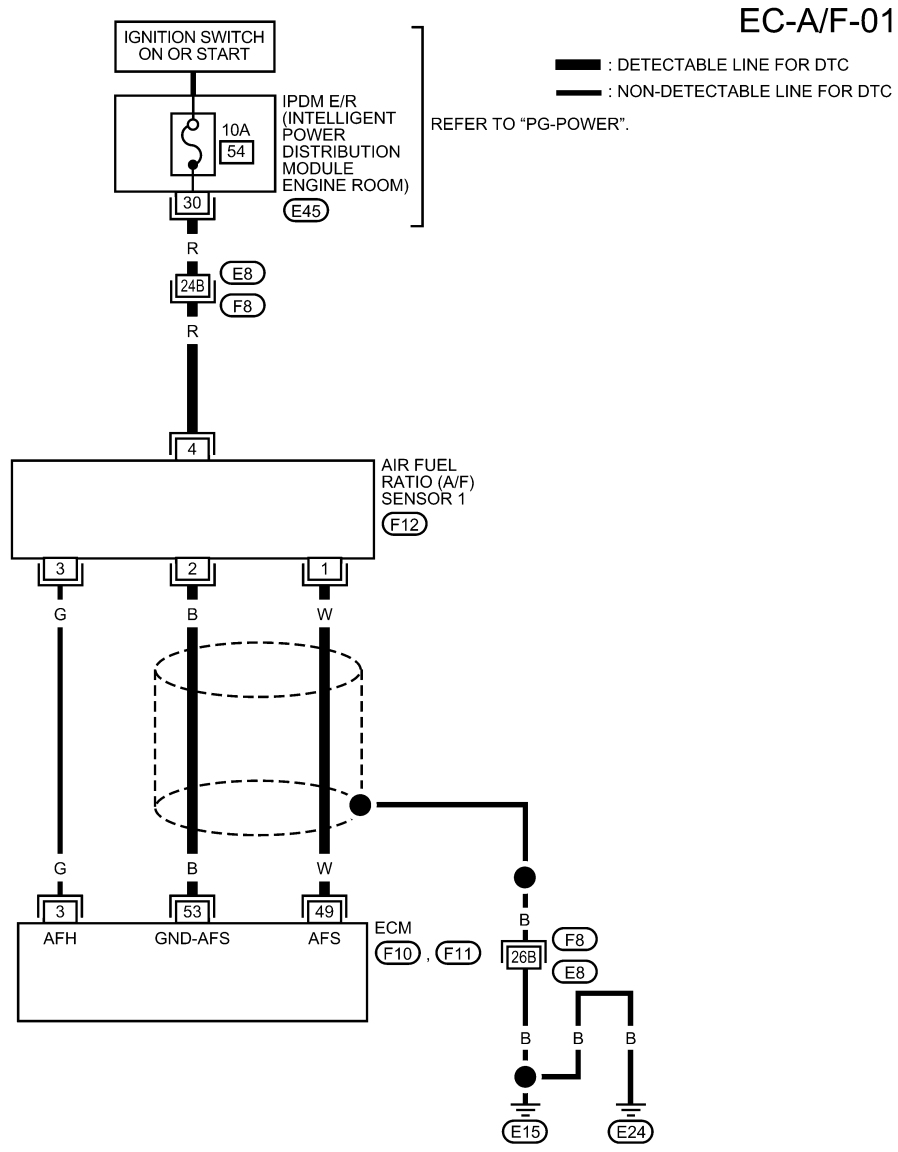 EC-A/F-01
IGNITION SWITCH
ON OR START
: DETECTABLE LINE FOR DTC
: NON-DETECTABLE LINE FOR DTC
IPDM E/R
(INTELLIGENT
POWER
DISTRIBUTION
MODULE
ENGINE ROOM)
10A
54
REFER TO “PG-POWER”.
30
E45
R
24B
E8
F8
R
4
AIR FUEL
RATIO (A/F)
SENSOR 1
F12
3 2 1
G B W
G B W
3 53 49
AFH GND-AFS AFS
ECM
F10 , F11
B
26B
F8
E8
B B B
E15 E24